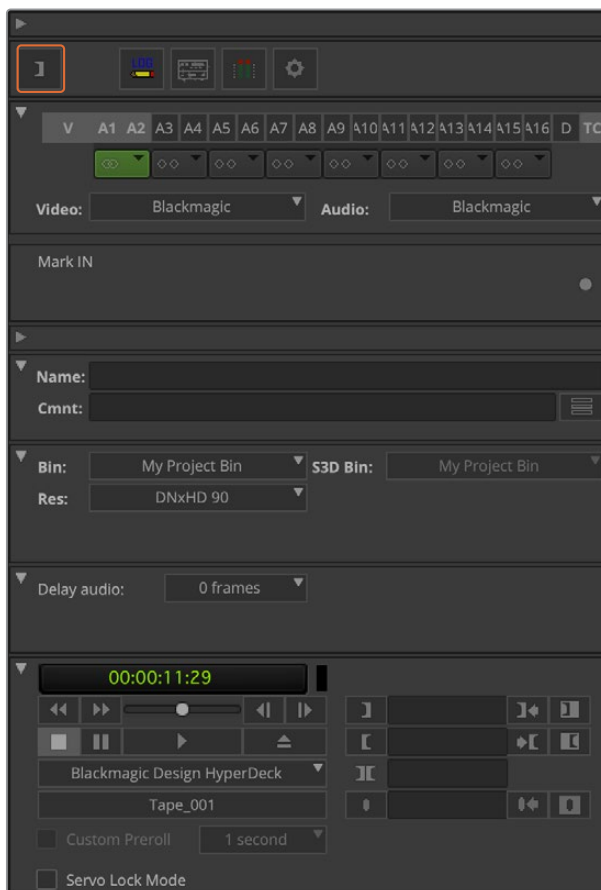 LOG
V A1 A2 A3 A4 A5 A6 A7 A8 A9 A10 A11 A12 A13 A14 A15 A16 D TC
Video: Blackmagic Audio: Blackmagic
Mark IN
Name:
Cmnt:
Bin: My Project Bin S3D Bin: My Project Bin
Res: DNxHD 90
Delay audio: 0 frames
00:00:11:29
Blackmagic Design HyperDeck
Tape_001
Custom Preroll 1 second
Servo Lock Mode